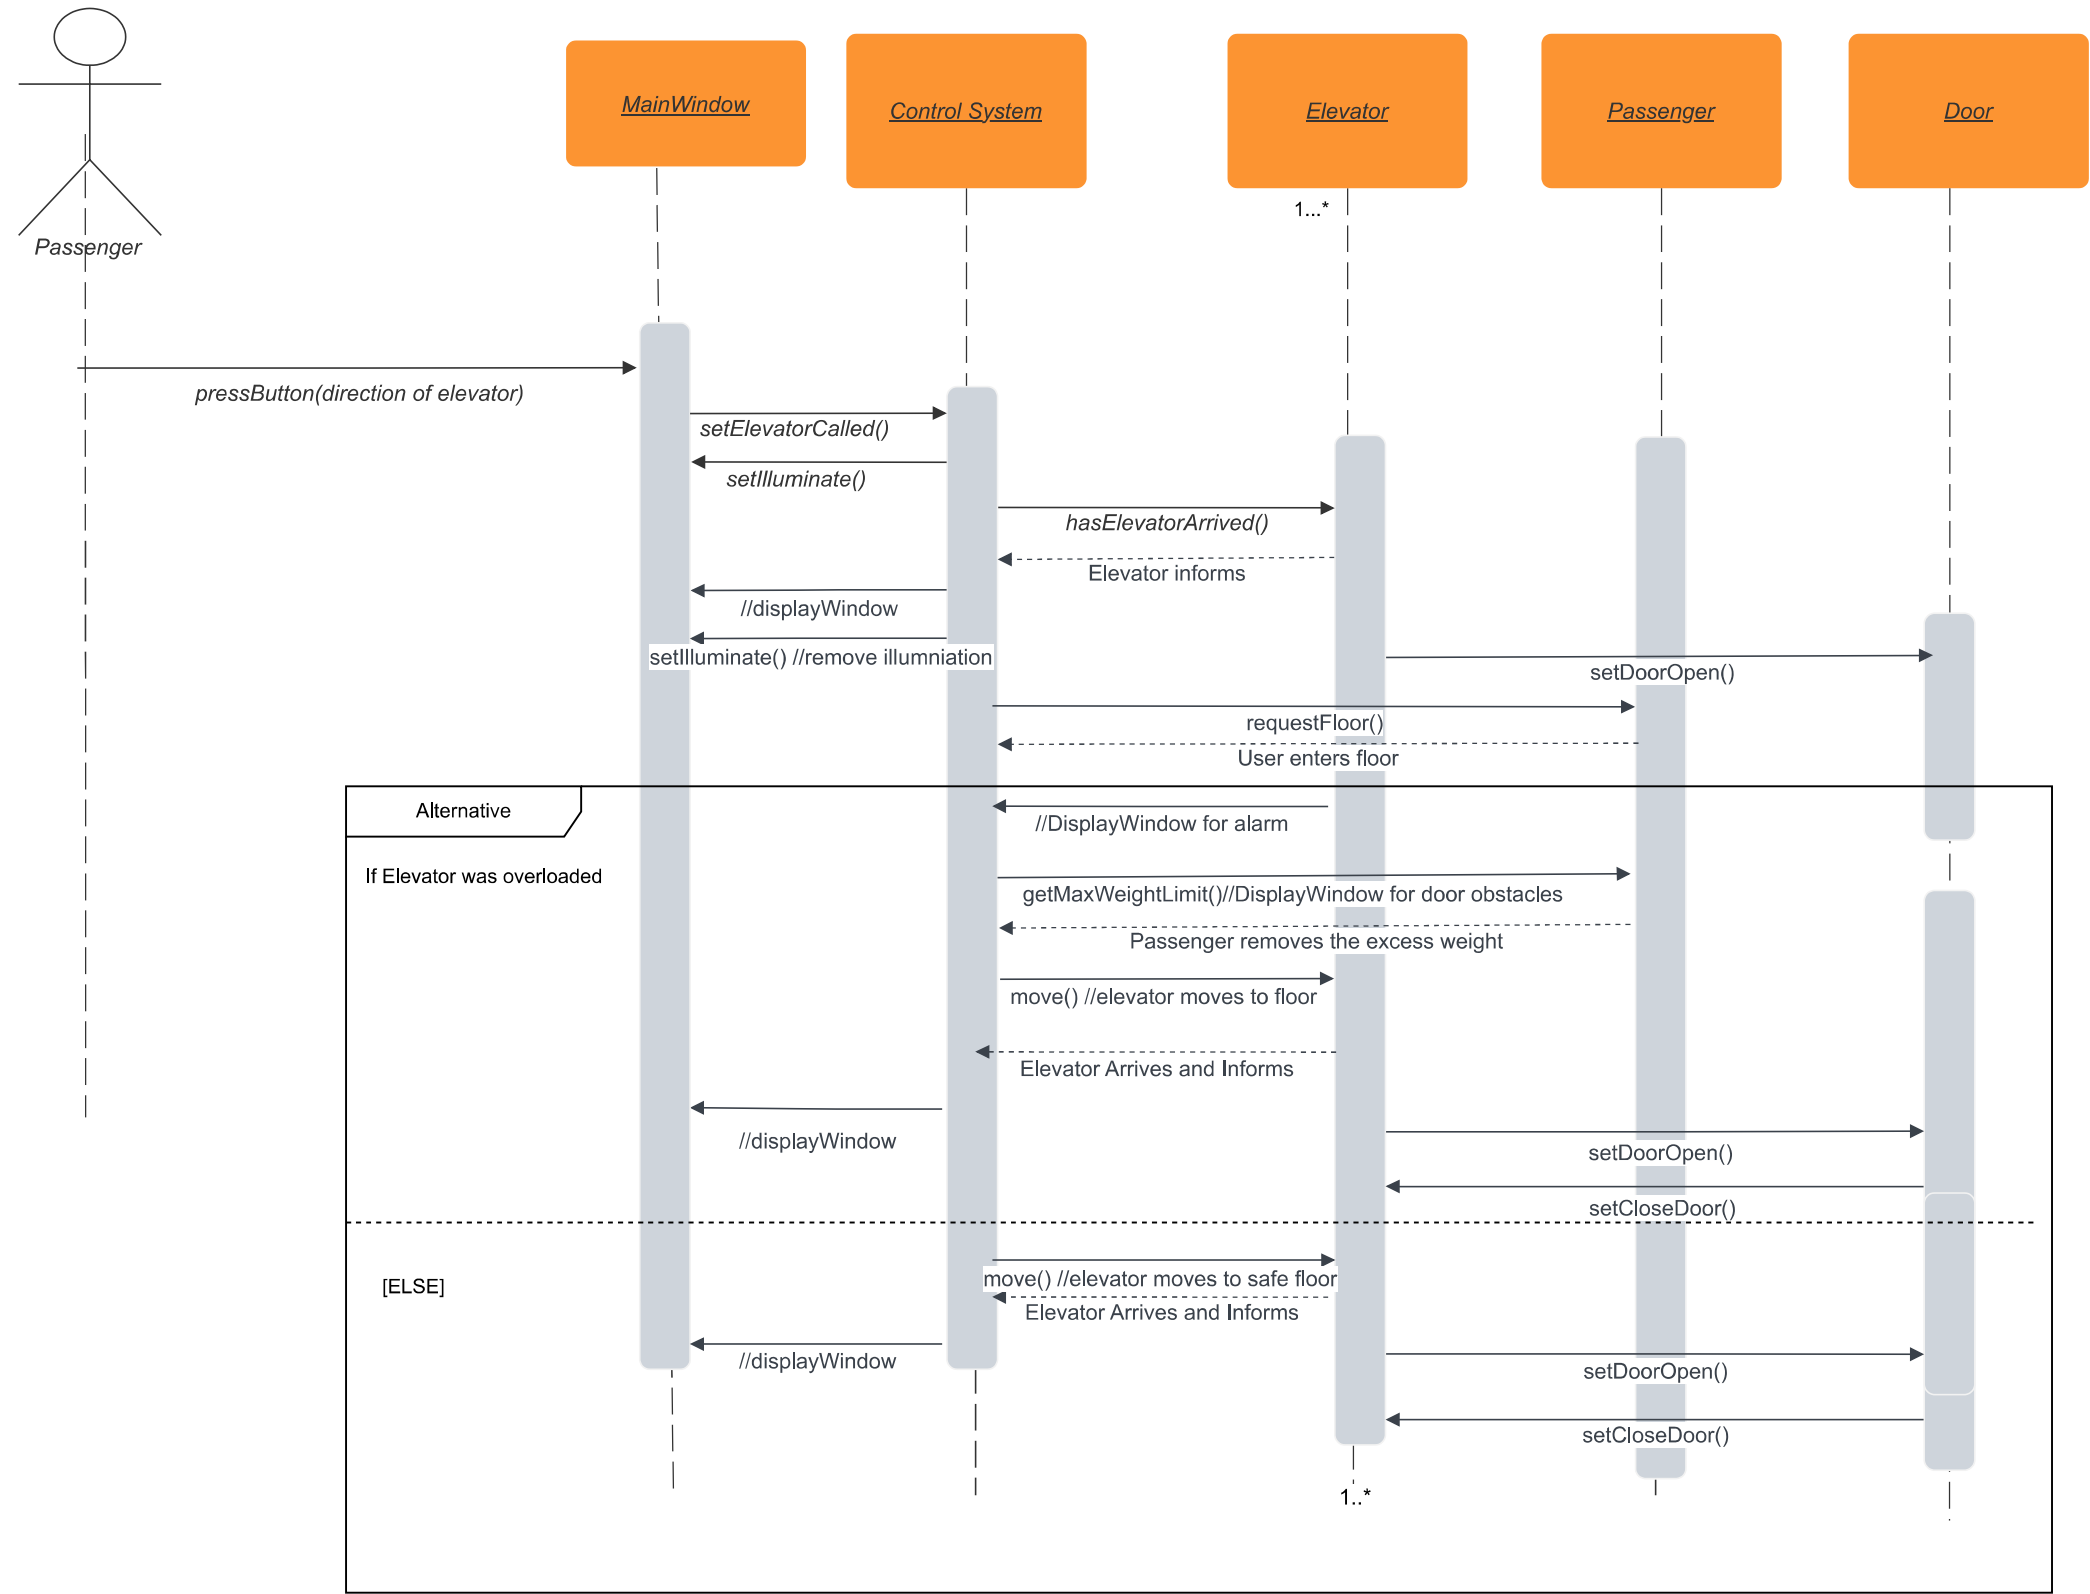 MainWindow
Control System
Elevator
Passenger
Door
1...*
Passenger
pressButton(direction of elevator)
setElevatorCalled()
setIlluminate()
hasElevatorArrived()
Elevator informs
//displayWindow
setIlluminate() //remove illumniation
setDoorOpen()
requestFloor()
User enters floor
Alternative
//DisplayWindow for alarm
If Elevator was overloaded
getMaxWeightLimit()//DisplayWindow for door obstacles
Passenger removes the excess weight
move() //elevator moves to floor
Elevator Arrives and Informs
//displayWindow
setDoorOpen()
setCloseDoor()
move() //elevator moves to safe floor
[ELSE]
Elevator Arrives and Informs
//displayWindow
setDoorOpen()
setCloseDoor()
1..*